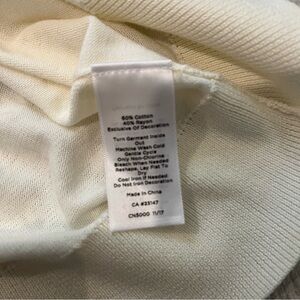 60% Cotton
40% Rayon
Exclusive Of Decoration
Turn Garment Inside
Out
Machine Wash Cold
Gentle Cycle
Only Non-Chlorine
Bleach When Needed
Reshape, Lay Flat To
Dry
Cool Iron If Needed.
Do Not Iron Decoration
Made In China
CA #23147
CN5000 11/17